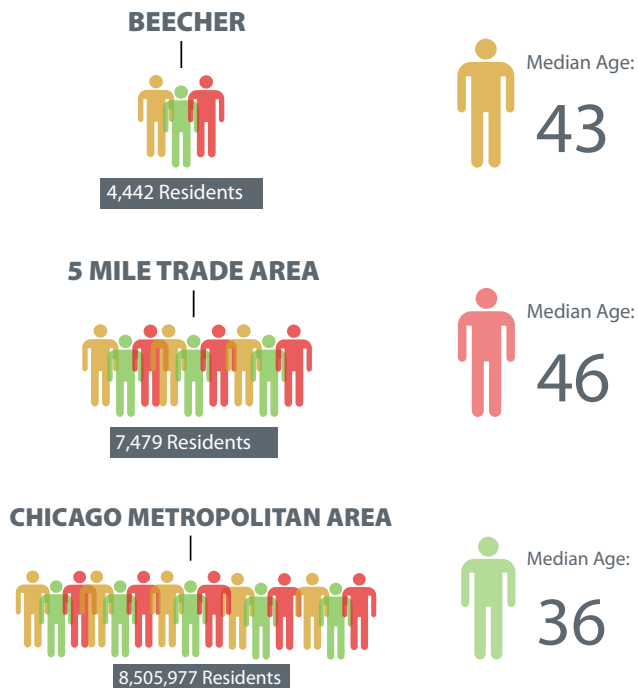 BEECHER
4,442 Residents
Median Age:
43
5 MILE TRADE AREA
7,479 Residents
Median Age:
46
CHICAGO METROPOLITAN AREA
8,505,977 Residents
Median Age:
36